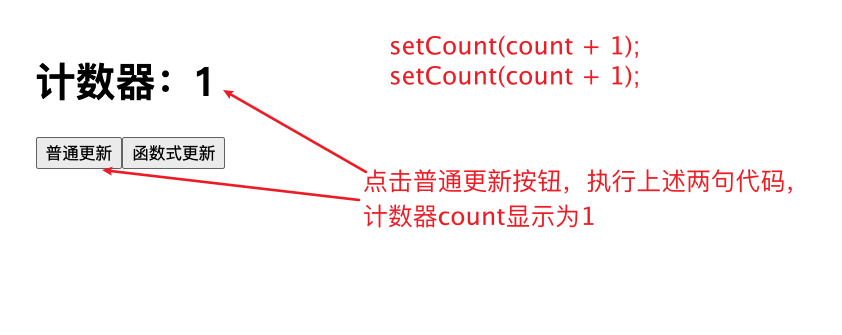 setCount(count + 1);
setCount(count + 1);
计数器：1
普通更新 函数式更新
点击普通更新按钮，执行上述两句代码，
计数器count显示为1